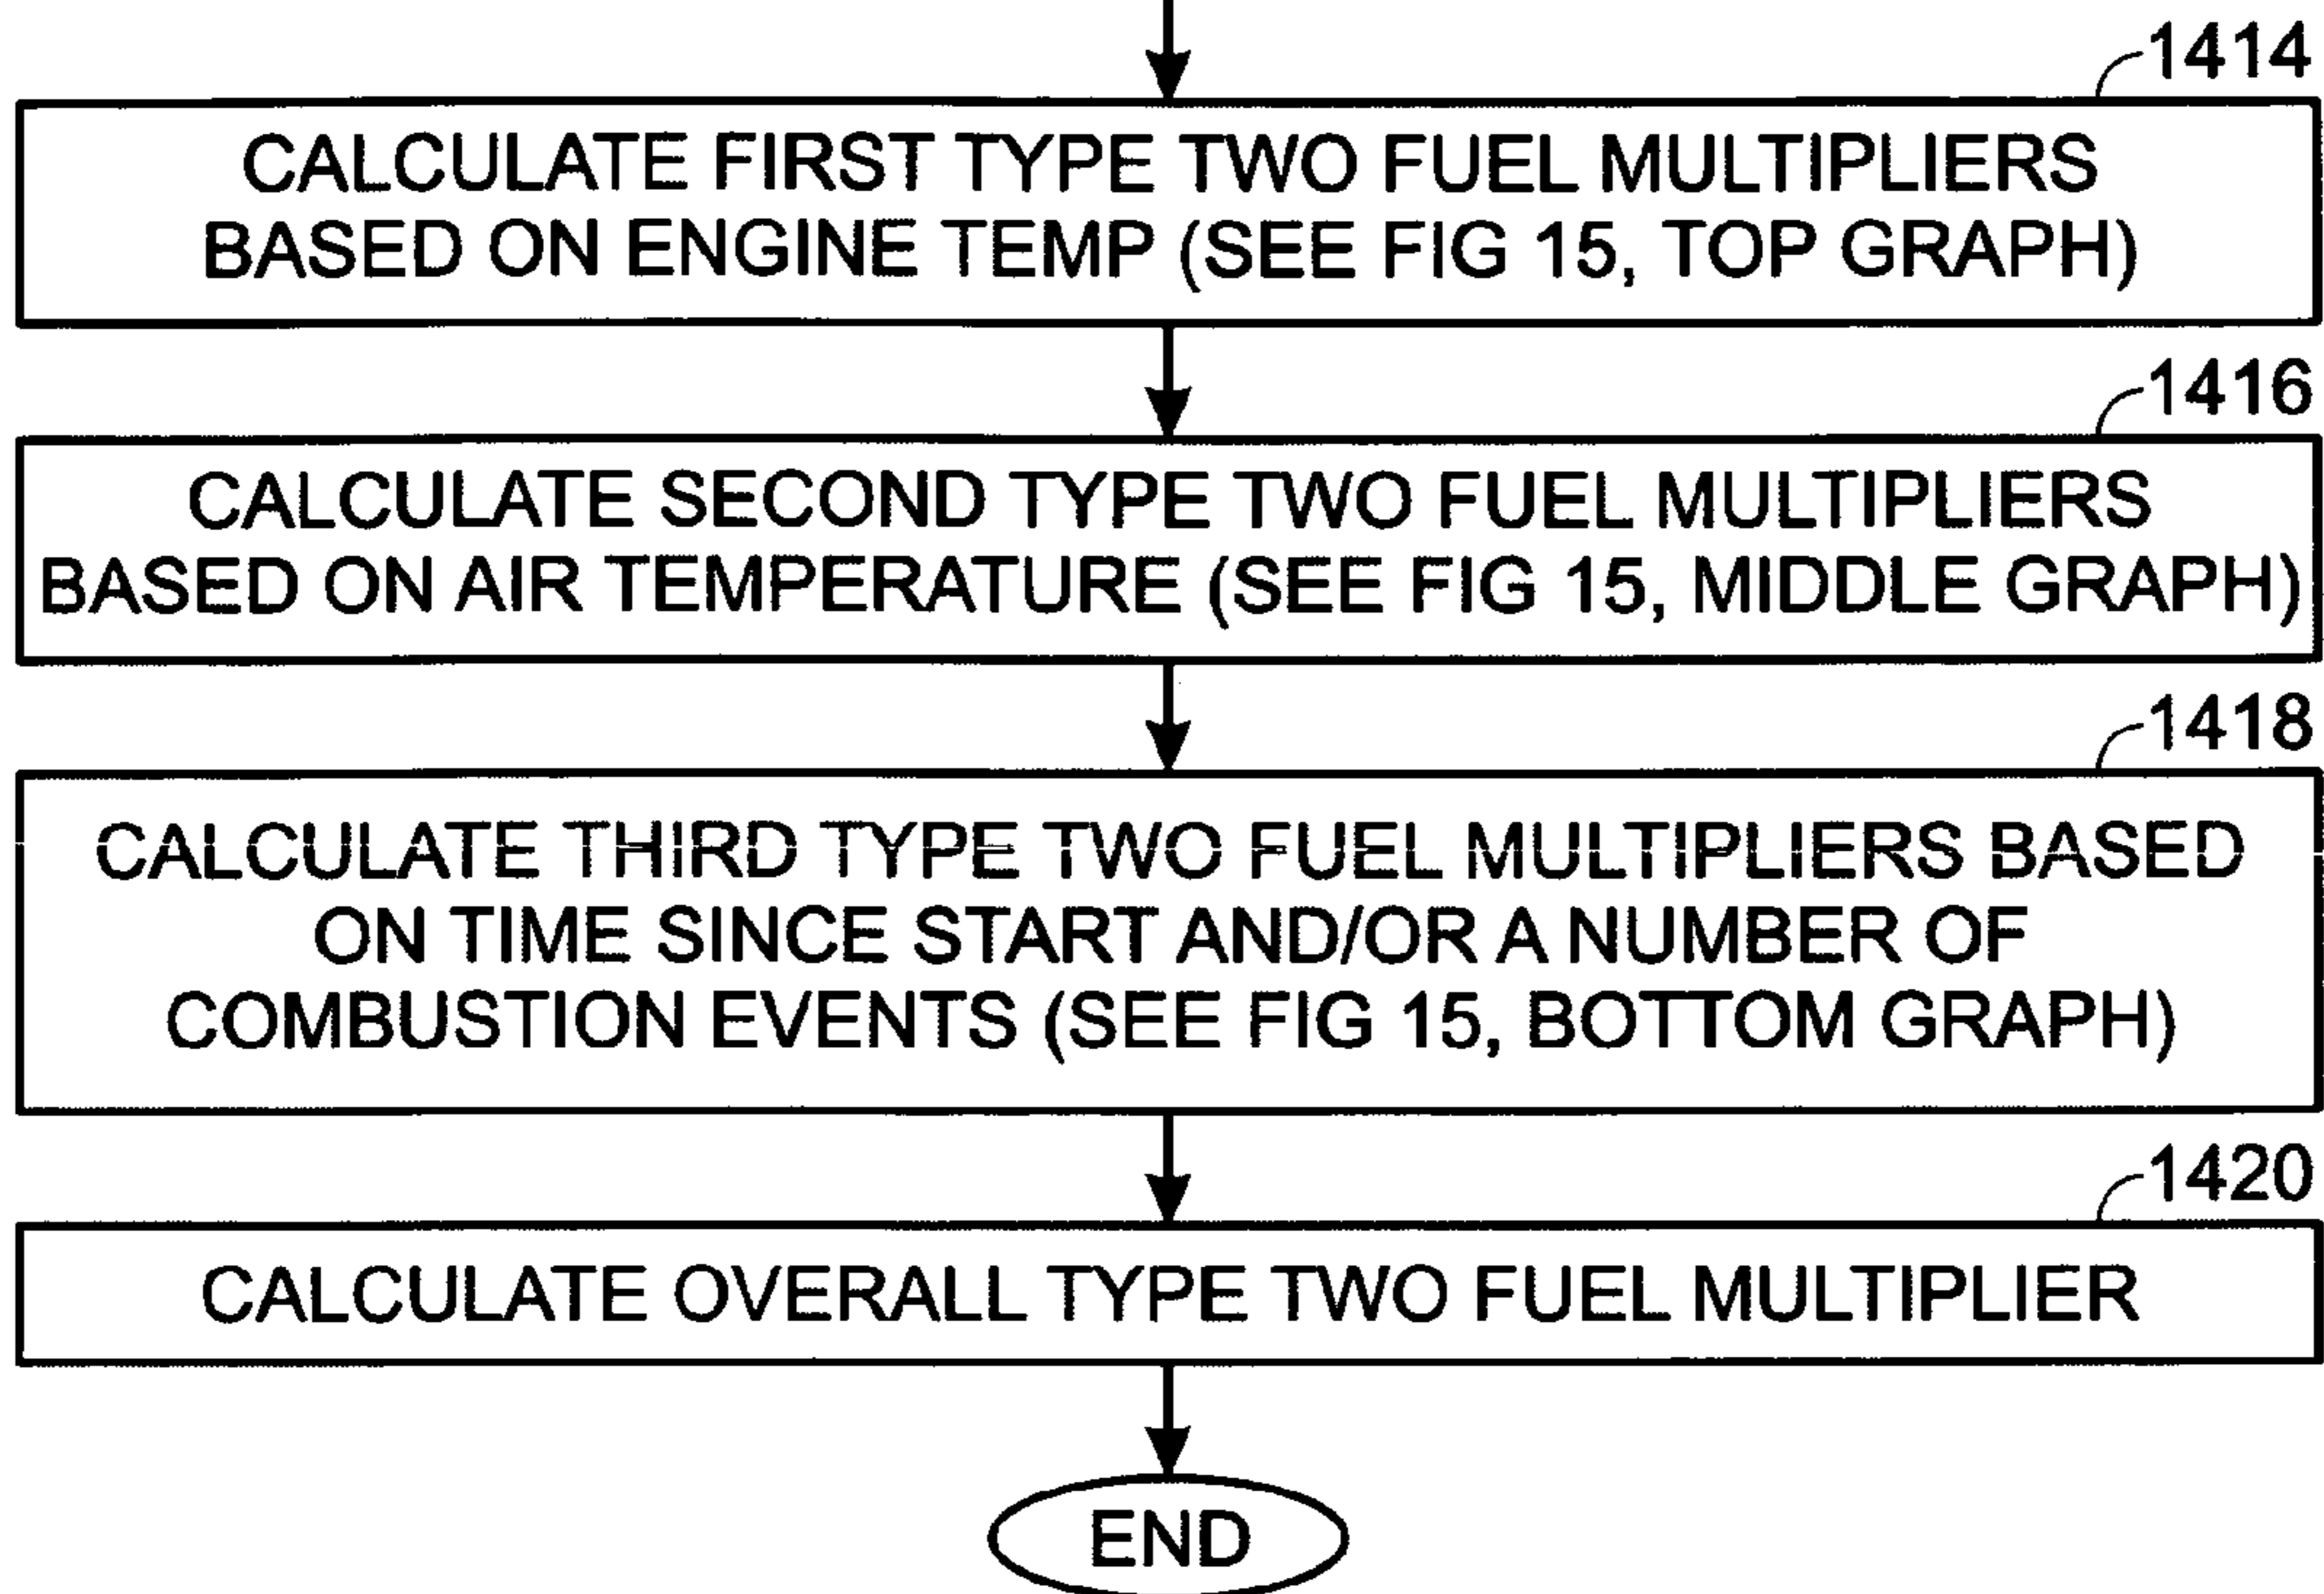 1414
CALCULATE FIRST TYPE TWO FUEL MULTIPLIERS
BASED ON ENGINE TEMP (SEE FIG 15, TOP GRAPH)
1416
CALCULATE SECOND TYPE TWO FUEL MULTIPLIERS
BASED ON AIR TEMPERATURE (SEE FIG 15, MIDDLE GRAPH)
1418
CALCULATE THIRD TYPE TWO FUEL MULTIPLIERS BASED
ON TIME SINCE START AND/OR A NUMBER OF
COMBUSTION EVENTS (SEE FIG 15, BOTTOM GRAPH)
1420
CALCULATE OVERALL TYPE TWO FUEL MULTIPLIER
END